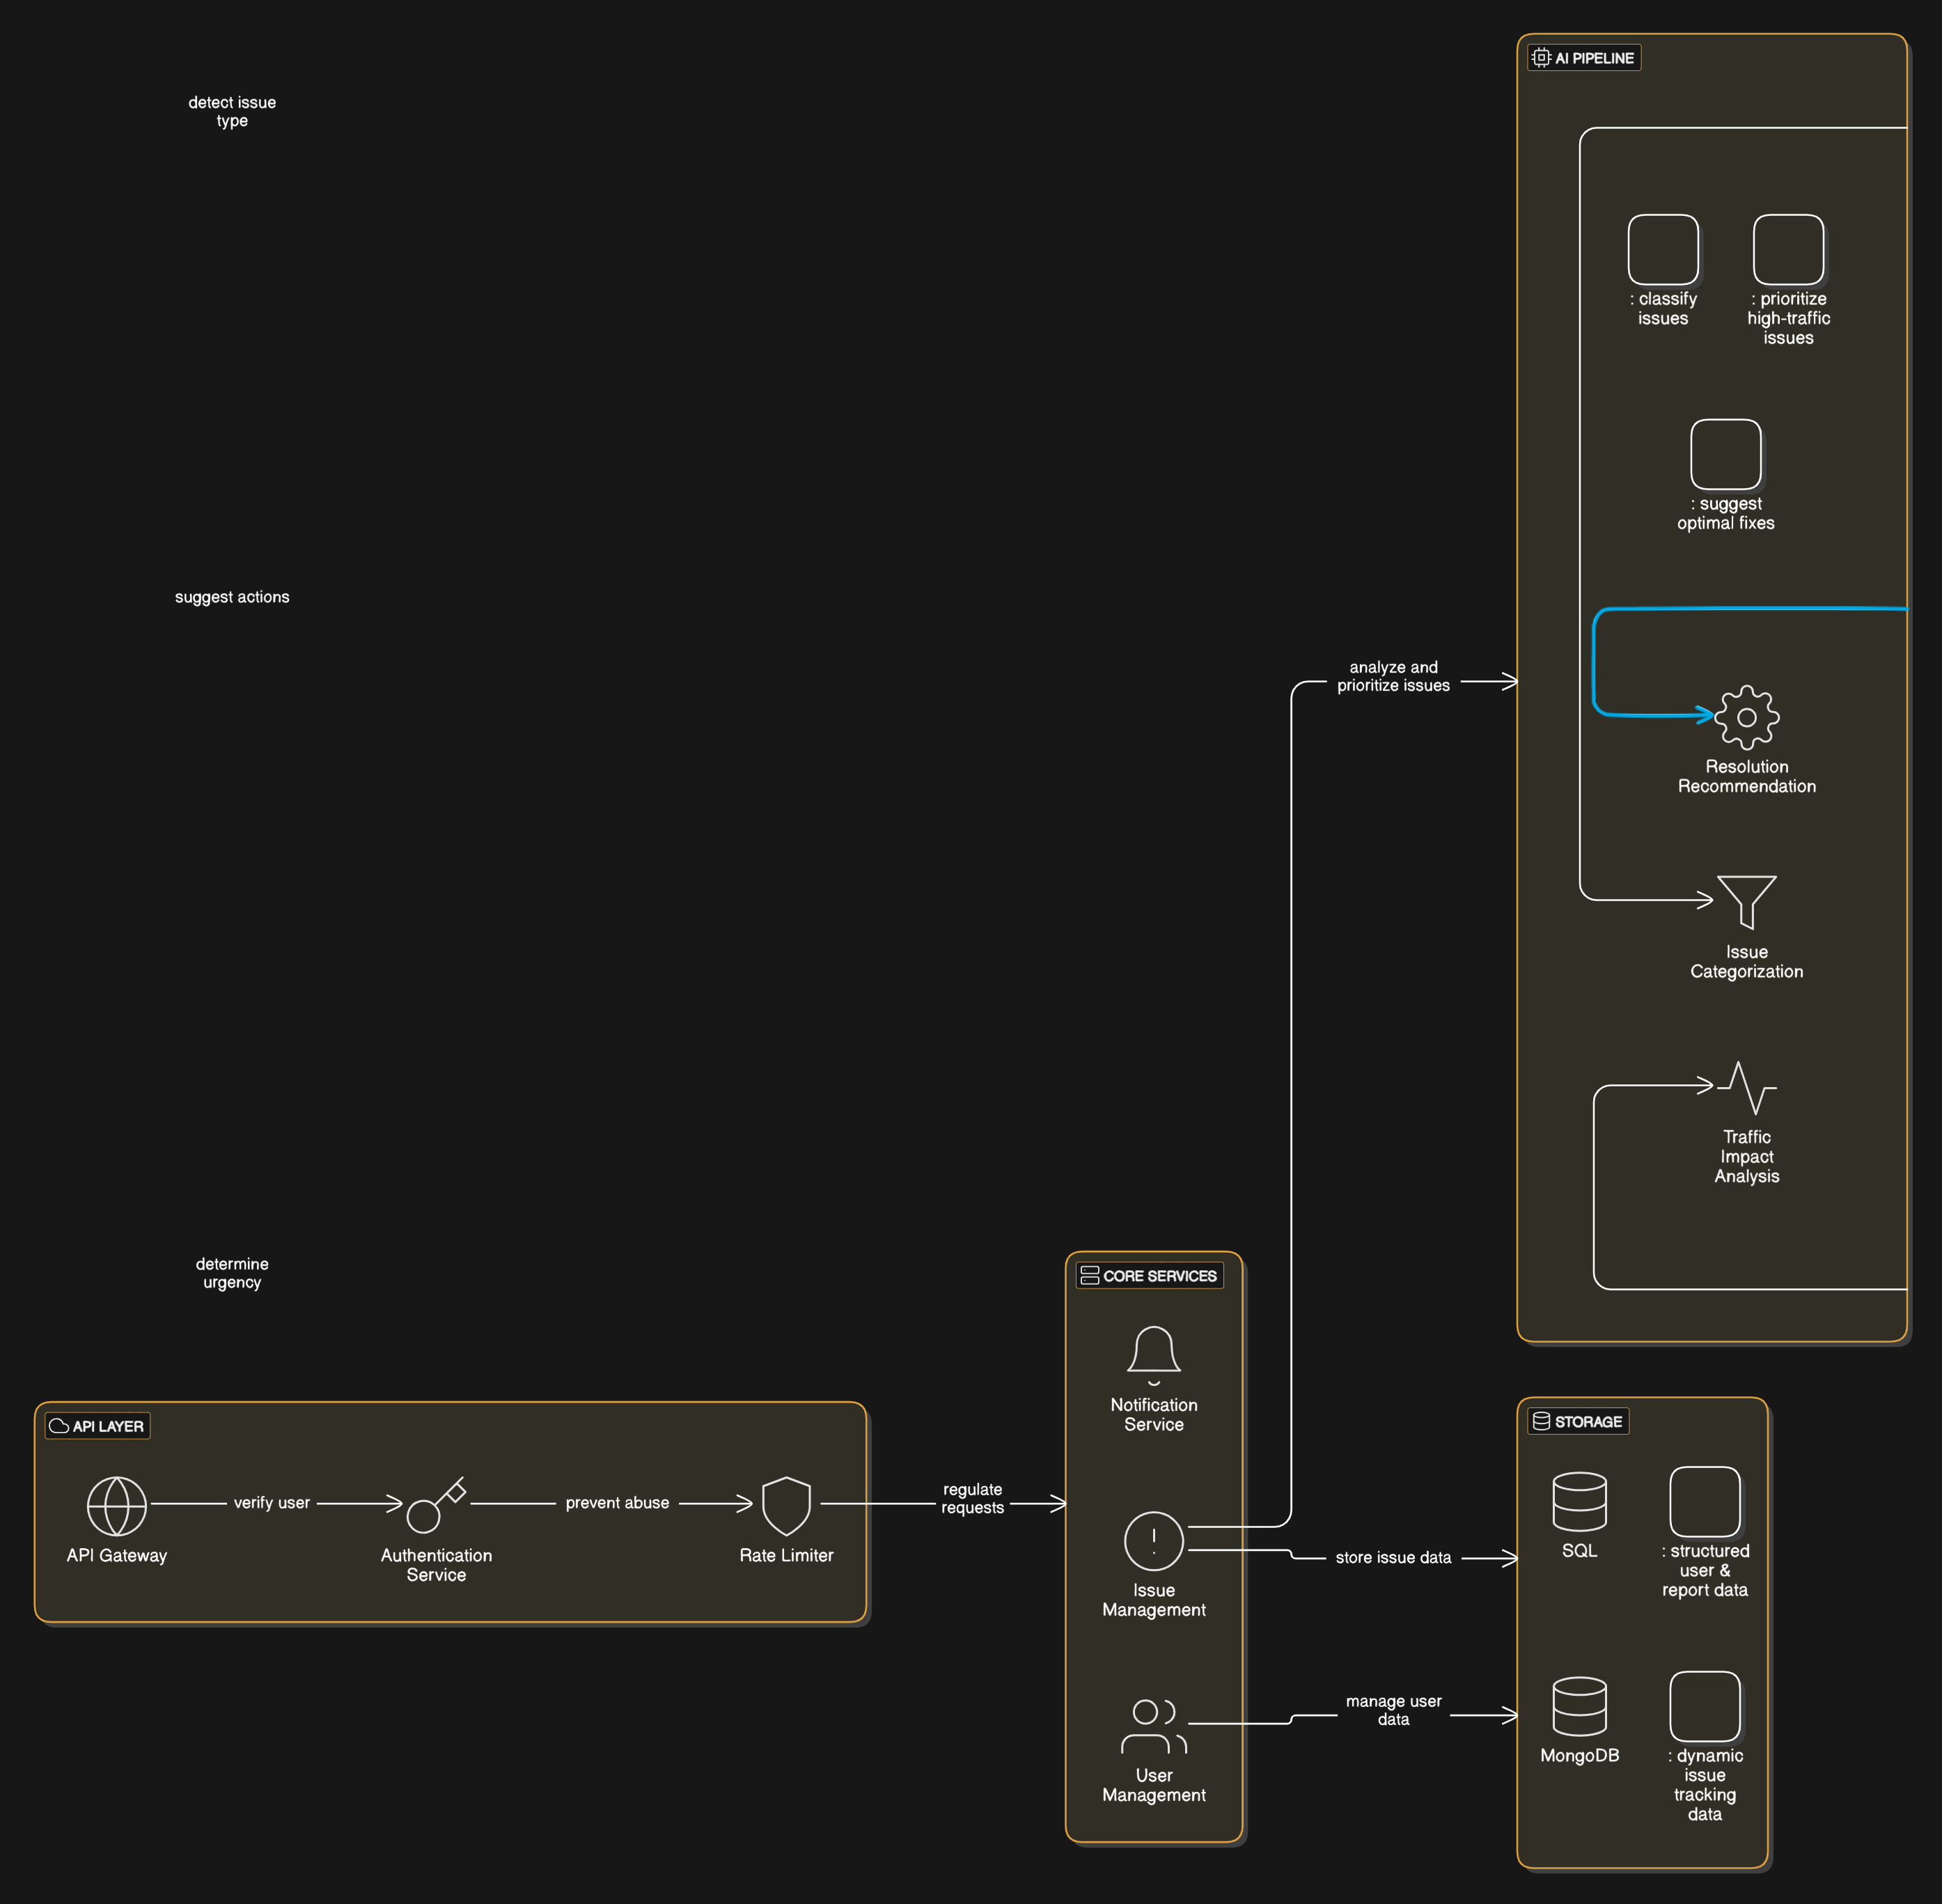 AI PIPELINE
detect issue
type
: classify
issues
: prioritize
high-traffic
issues
: suggest
optimal fixes
suggest actions
analyze and
prioritize issues
Resolution
Recommendation
Issue
Categorization
Traffic
Impact
Analysis
determine
urgency
CORE SERVICES
Notification
Service
API LAYER
STORAGE
verify user
prevent abuse
regulate
requests
API Gateway
Authentication
Service
Rate Limiter
Issue
Management
store issue data
SQL
: structured
user &
report data
manage user
data
User
Management
MongoDB
: dynamic
issue
tracking
data